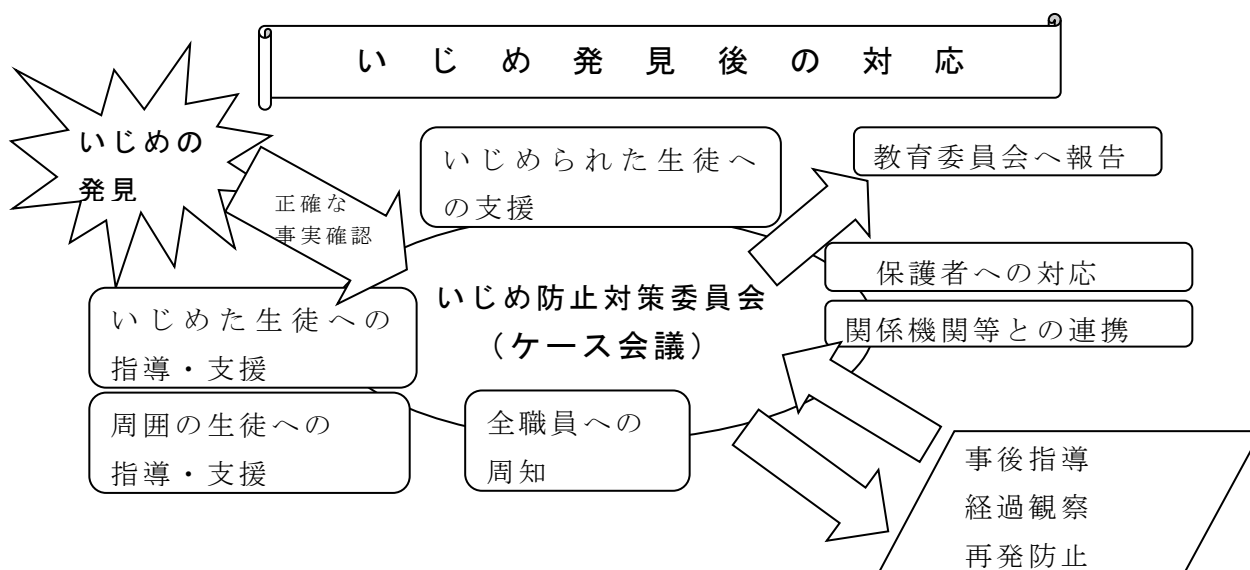 いじめ発見後の対応
いじめの
発見
正確な
事実確認
いじめられた生徒へ
の支援
教育委員会へ報告
保護者への対応
関係機関等との連携
いじめ防止対策委員会
（ケース会議）
いじめた生徒への
指導・支援
周囲の生徒への
指導・支援
全職員への
周知
事後指導
経過観察
再発防止